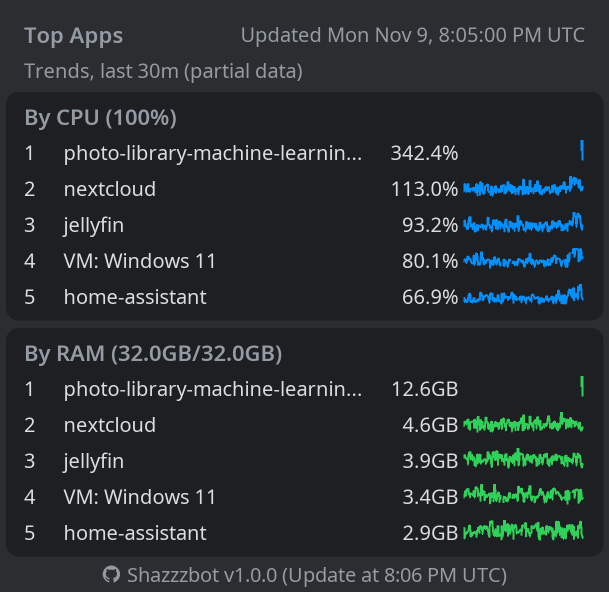 Top Apps Updated Mon Nov 9, 8:05:00 PM UTC
Trends, last 30m (partial data)
By CPU (100%)
1 photo-library-machine-learnin... 342.4%
2 nextcloud 113.0%
3 jellyfin 93.2%
4 VM: Windows 11 80.1%
5 home-assistant 66.9%
By RAM (32.0GB/32.0GB)
1 photo-library-machine-learnin... 12.6GB
2 nextcloud 4.6GB
3 jellyfin 3.9GB
4 VM: Windows 11 3.4GB
5 home-assistant 2.9GB
Shazzzbot v1.0.0 (Update at 8:06 PM UTC)